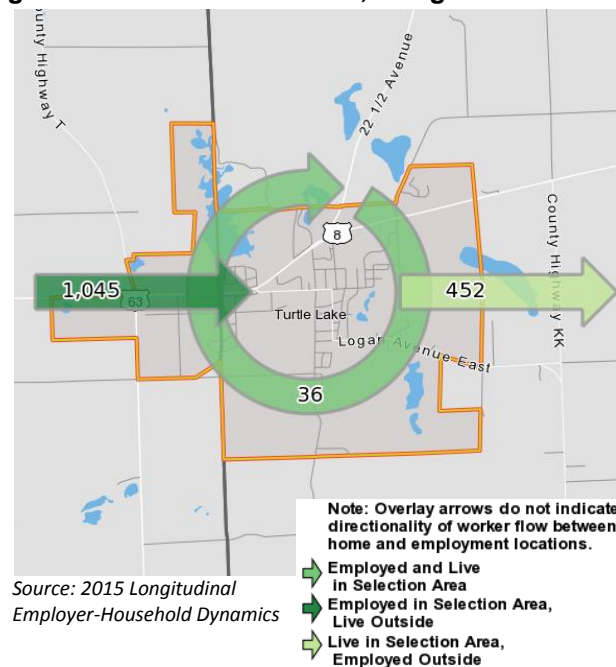 County Highway T
22 1/2 Avenue
8
County Highway KK
1,045
63
452
Turtle Lake
Logan Avenue East
36
Note: Overlay arrows do not indicate
directionality of worker flow between
home and employment locations.
Employed and Live
in Selection Area
Employed in Selection Area,
Live Outside
Live in Selection Area,
Employed Outside
Source: 2015 Longitudinal
Employer-Household Dynamics